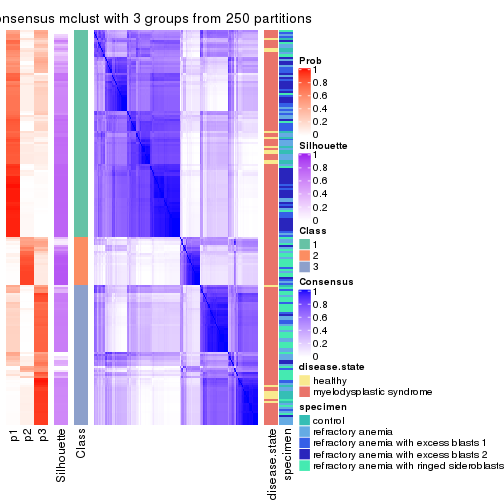 onsensus mclust with 3 groups from 250 partitions
Prob
1
0.8
0.6
0.4
0.2
0
Silhouette
1
0.8
0.6
0.4
0.2
0
Class
1
2
3
Consensus
1
0.8
0.6
0.4
0.2
0
disease.state
healthy
myelodysplastic syndrome
specimen
control
refractory anemia
refractory anemia with excess blasts 1
refractory anemia with excess blasts 2
refractory anemia with ringed sideroblasts
p1
p2
p3
Silhouette
Class
disease.state
specimen